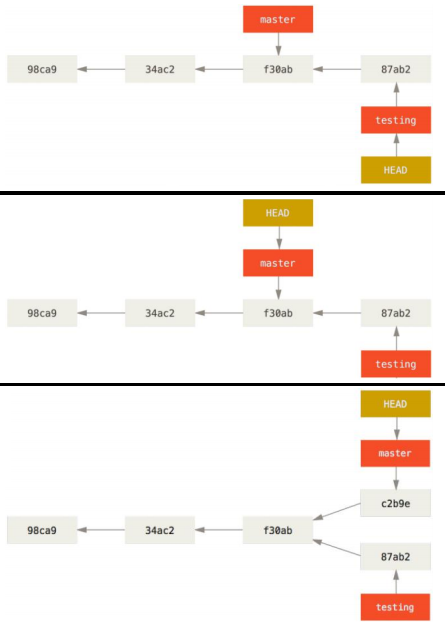 master
98ca9 34ac2 f30ab 87ab2
testing
HEAD
HEAD
master
98ca9 34ac2 f30ab 87ab2
testing
HEAD
master
c2b9e
98ca9 34ac2 f30ab
87ab2
testing